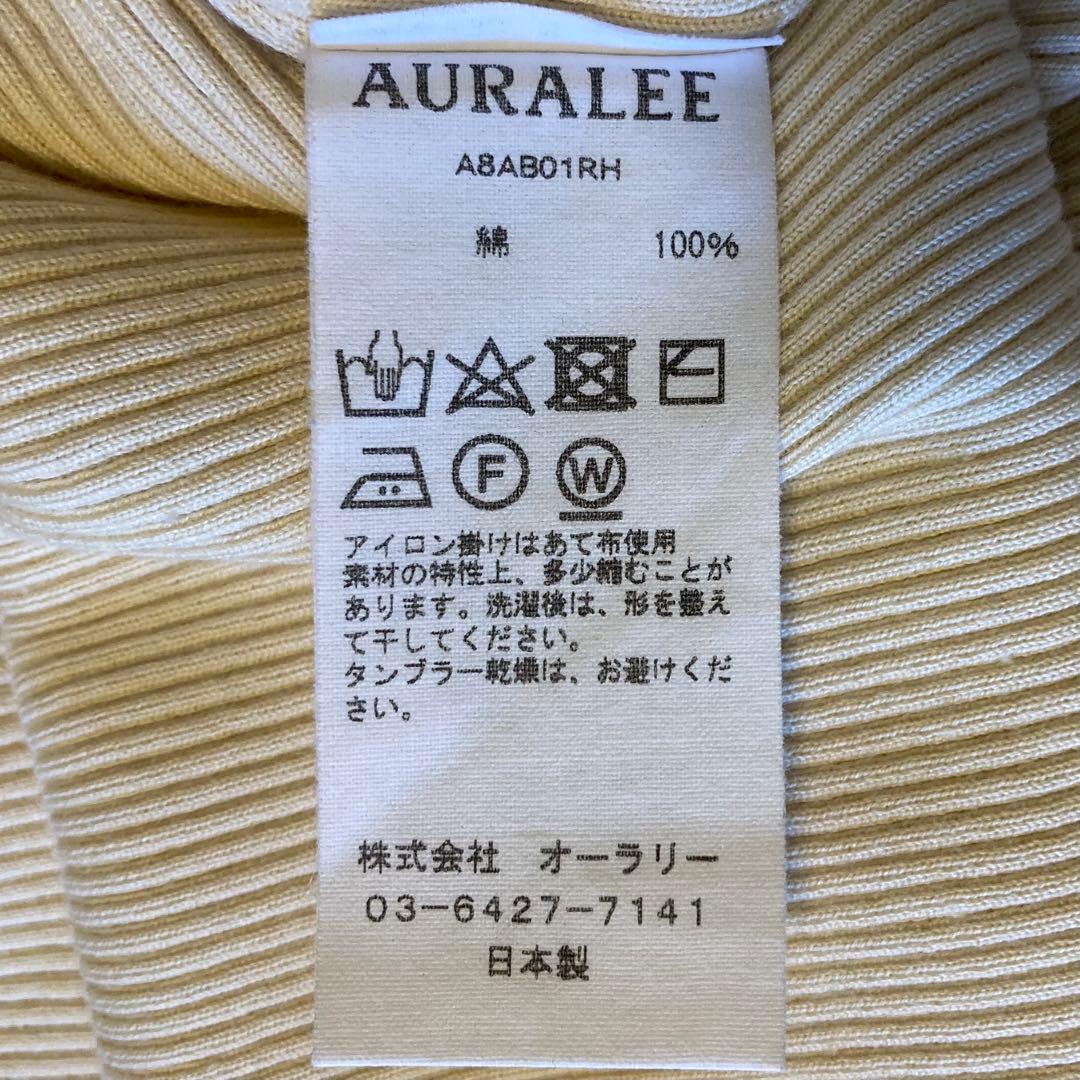 AURALEE
A8AB01RH
綿 100%
F W
アイロン掛けはあて布使用
素材の特性上、多少縮むことが
あります。洗濯後は、形を整え
て干してください。
タンブラー乾燥は、お避けくだ
さい。
株式会社 オーラリー
03-6427-7141
日本製